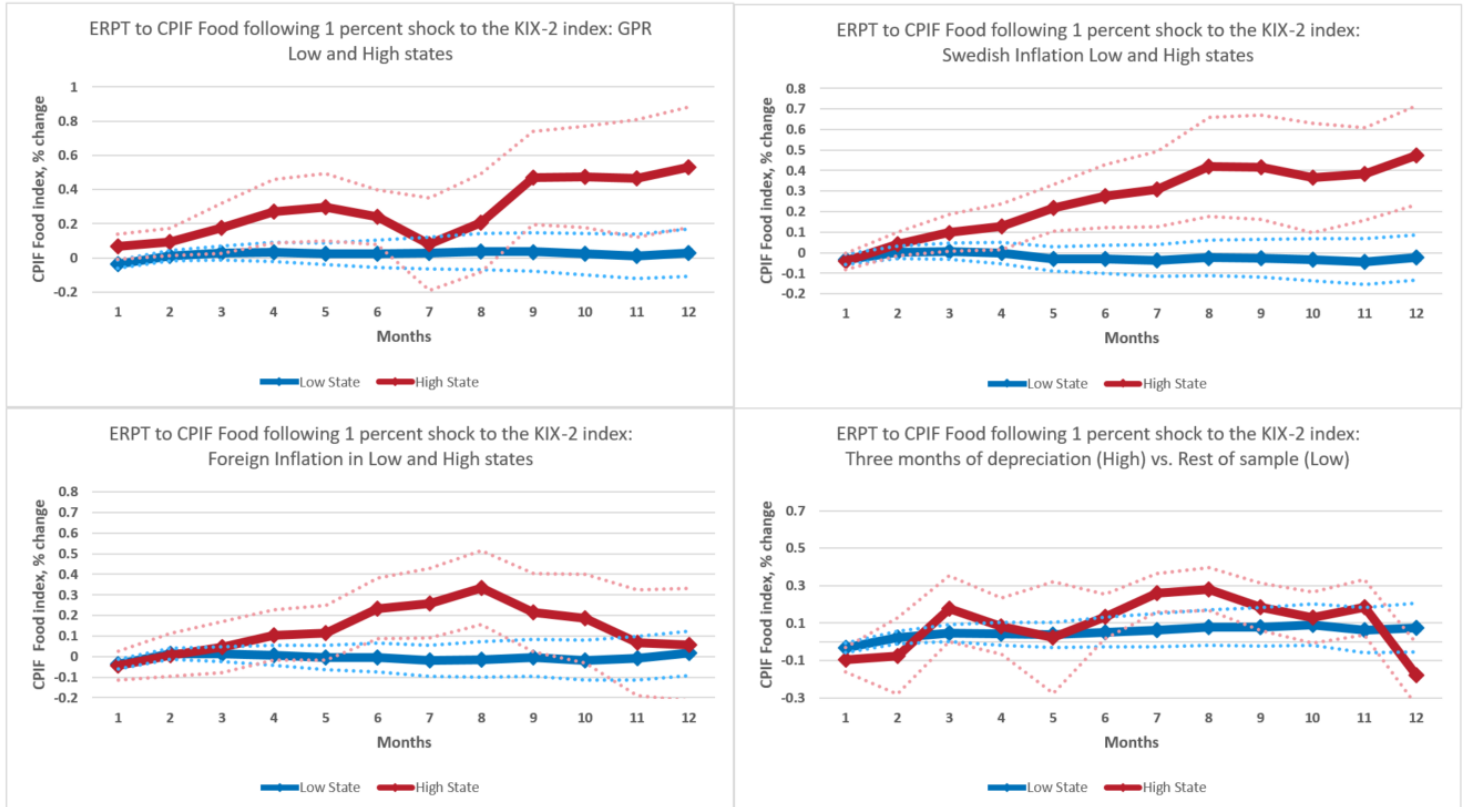 ERPT to CPIF Food following 1 percent shock to the KIX-2 index: GPR
Low and High states
CPIF Food index, % change
1
0.8
0.6
0.4
0.2
0
-0.2
1 2 3 4 5 6 7 8 9 10 11 12
Months
Low State High State
ERPT to CPIF Food following 1 percent shock to the KIX-2 index:
Swedish Inflation Low and High states
CPIF Food index, % change
0.8
0.7
0.6
0.5
0.4
0.3
0.2
0.1
0
-0.1
-0.2
1 2 3 4 5 6 7 8 9 10 11 12
Months
Low State High State
ERPT to CPIF Food following 1 percent shock to the KIX-2 index:
Foreign Inflation in Low and High states
CPIF Food index, % change
0.8
0.7
0.6
0.5
0.4
0.3
0.2
0.1
0
-0.1
-0.2
1 2 3 4 5 6 7 8 9 10 11 12
Months
Low State High State
ERPT to CPIF Food following 1 percent shock to the KIX-2 index:
Three months of depreciation (High) vs. Rest of sample (Low)
CPIF Food index, % change
0.7
0.5
0.3
0.1
-0.1
-0.3
1 2 3 4 5 6 7 8 9 10 11 12
Months
Low State High State